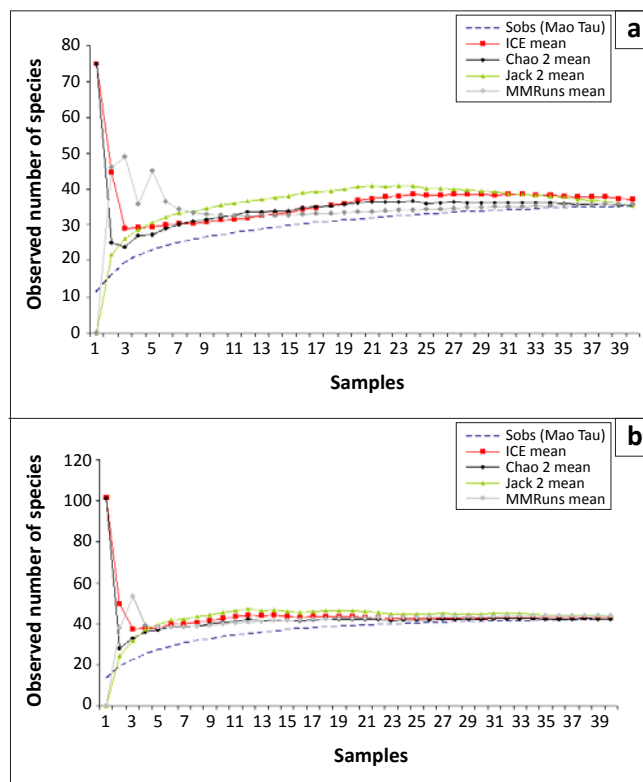 a
Sobs (Mao Tau)
ICE mean
Chao 2 mean
Jack 2 mean
MMRuns mean
Observed number of species
80
70
60
50
40
30
20
10
0
1 3 5 7 9 11 13 15 17 19 21 23 25 27 29 31 33 35 37 39
Samples
b
Sobs (Mao Tau)
ICE mean
Chao 2 mean
Jack 2 mean
MMRuns mean
Observed number of species
120
100
80
60
40
20
0
1 3 5 7 9 11 13 15 17 19 21 23 25 27 29 31 33 35 37 39
Samples